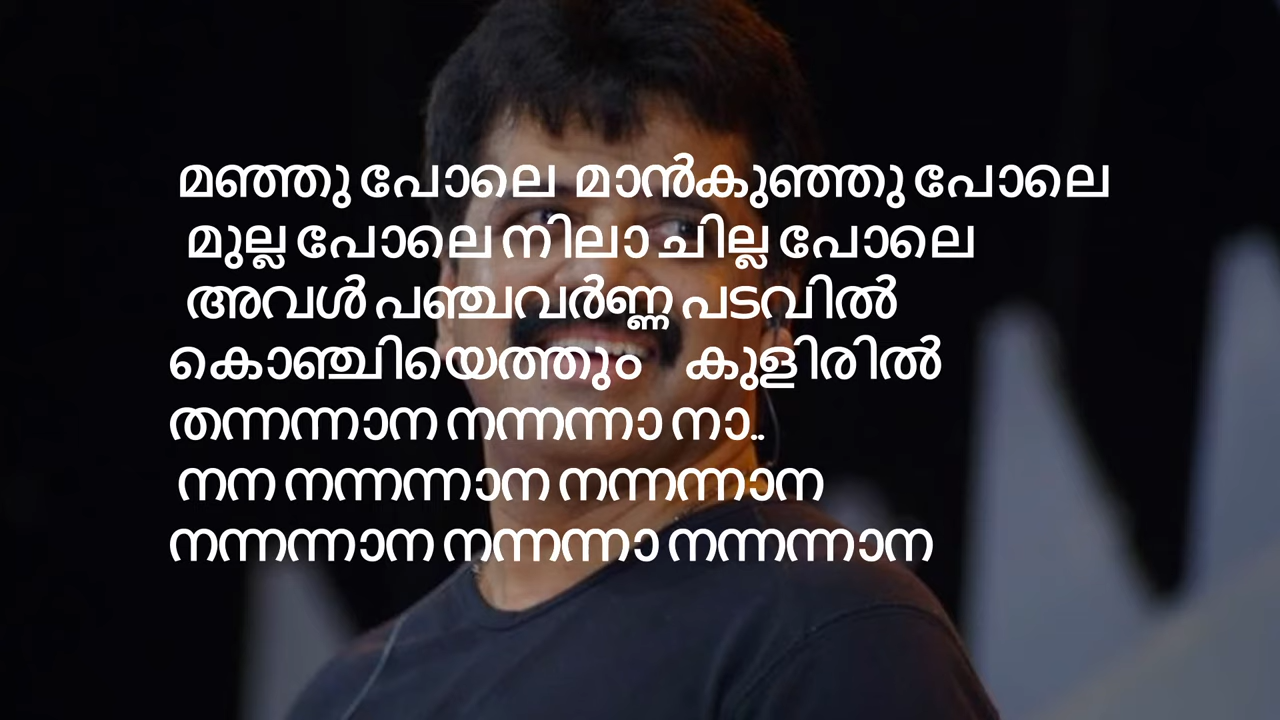 മഞ്ഞു പോലെ മാൻകുഞ്ഞു പോലെ
മുല്ല പോലെ നിലാ ചില്ല പോലെ
അവൾ പഞ്ചവർണ്ണ പടവിൽ
കൊഞ്ചിയെത്തും കുളിരിൽ
തന്നന്നാന നന്നന്നാ നാ..
നന നന്നന്നാന നന്നന്നാന
നന്നന്നാന നന്നന്നാ നന്നന്നാന